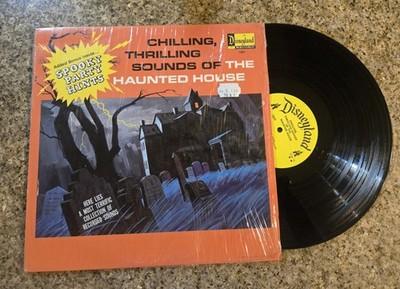 CHILLING,
THRILLING
SOUNDS OF THE
HAUNTED HOUSE
SPOOKY
PARTY
HINTS
Disneyland
HERE LIES
A MOST TERRIFIC
COLLECTION OF
RECORDED SOUNDS
Disneyland